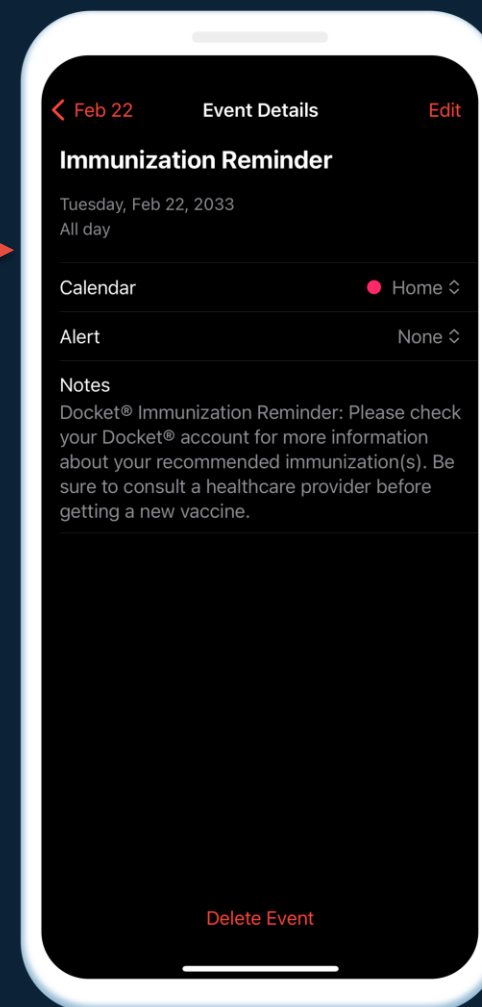 Feb 22 Event Details Edit
Immunization Reminder
Tuesday, Feb 22, 2033
All day
Calendar Home
Alert None
Notes
Docket® Immunization Reminder: Please check
your Docket® account for more information
about your recommended immunization(s). Be
sure to consult a healthcare provider before
getting a new vaccine.
Delete Event